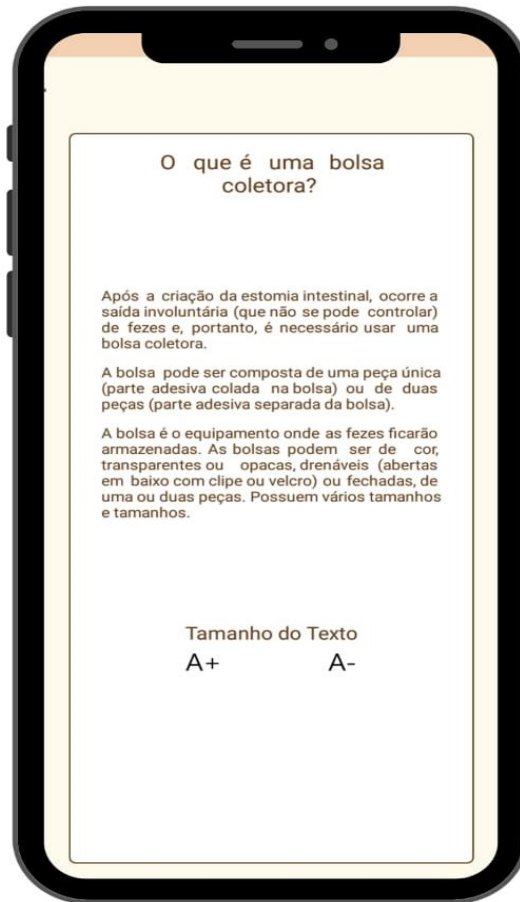 O que é uma bolsa
coletora?
Após a criação da estomia intestinal, ocorre a
saída involuntária (que não se pode controlar)
de fezes e, portanto, é necessário usar uma
bolsa coletora.
A bolsa pode ser composta de uma peça única
(parte adesiva colada na bolsa) ou de duas
peças (parte adesiva separada da bolsa).
A bolsa é o equipamento onde as fezes ficarão
armazenadas. As bolsas podem ser de cor,
transparentes ou opacas, drenáveis (abertas
em baixo com clipe ou velcro) ou fechadas, de
uma ou duas peças. Possuem vários tamanhos
e tamanhos.
Tamanho do Texto
A+ A-